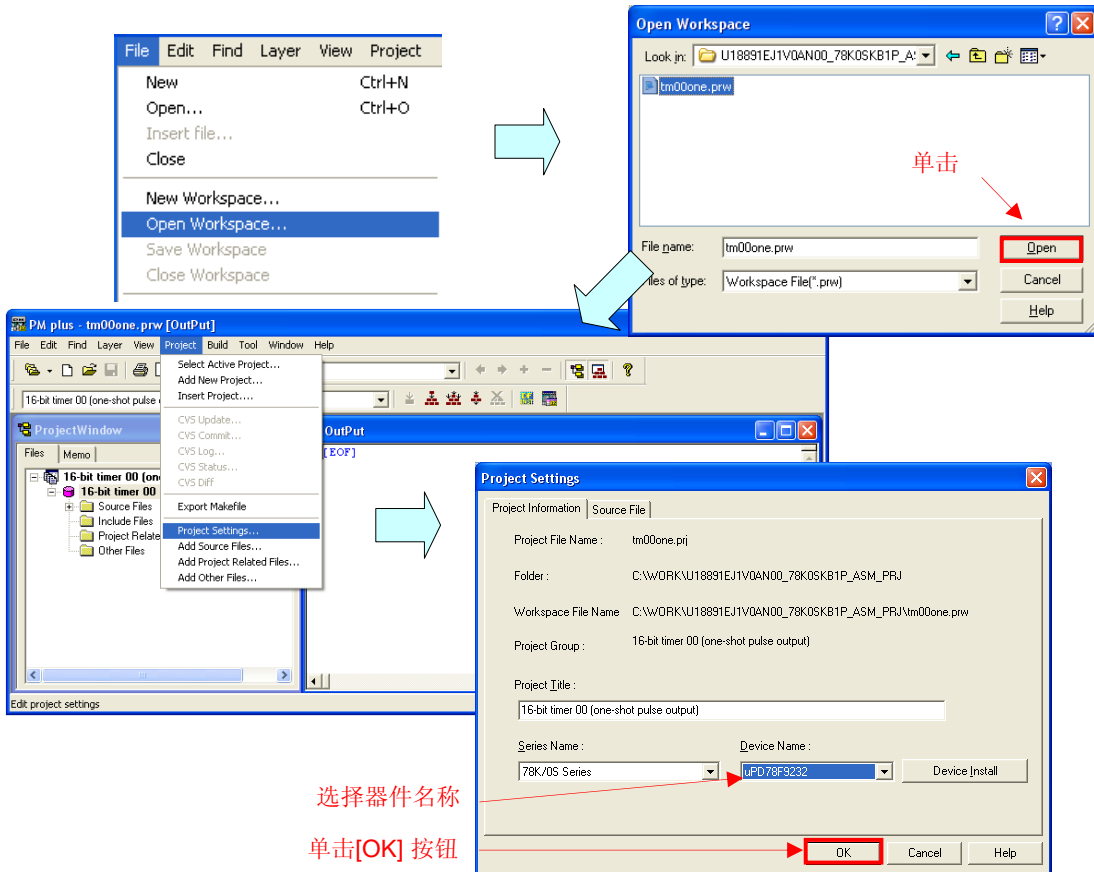 File Edit Find Layer View Project
New Ctrl+N
Open... Ctrl+O
Insert file...
Close
New Workspace...
Open Workspace...
Save Workspace
Close Workspace
Open Workspace
Look in: U18891EJ1V0AN00_78K0SKB1P_A
tm00one.prw
单击
File name: tm00one.prw Open
iles of type: Workspace File(*.prw) Cancel
Help
PM plus - tm00one.prw [OutPut]
File Edit Find Layer View Project Build Tool Window Help
16-bit timer 00 (one-shot pulse
Select Active Project...
Add New Project...
Insert Project....
CVS Update...
CVS Commit...
CVS Log...
CVS Status...
CVS Diff
Export Makefile
Project Settings...
Add Source Files...
Add Project Related Files...
Add Other Files...
ProjectWindow
Files Memo
16-bit timer 00 (on
16-bit timer 00
Source Files
Include Files
Project Relate
Other Files
OutPut
[EOF]
Edit project settings
Project Settings
Project Information Source File
Project File Name : tm00one.prj
Folder : C:\WORK\U18891EJ1V0AN00_78K0SKB1P_ASM_PRJ
Workspace File Name C:\WORK\U18891EJ1V0AN00_78K0SKB1P_ASM_PRJ\tm00one.prw
Project Group : 16-bit timer 00 (one-shot pulse output)
Project Title :
16-bit timer 00 (one-shot pulse output)
Series Name : Device Name :
78K/0S Series uPD78F9232 Device Install
选择器件名称
单击[OK] 按钮
OK Cancel Help